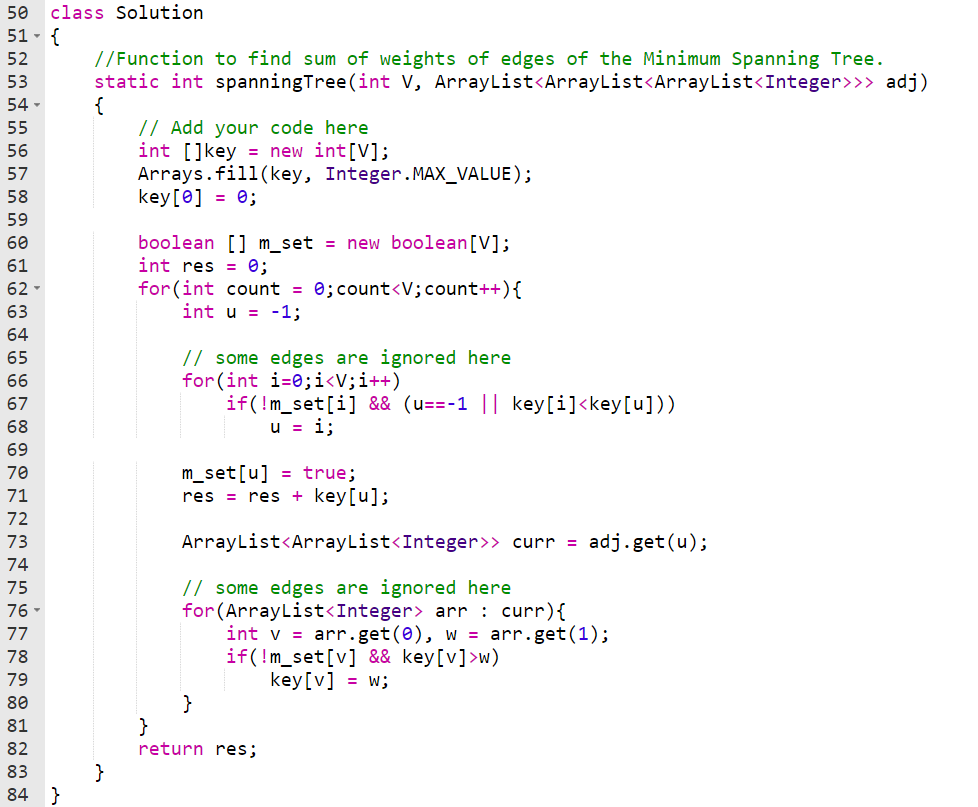 50 class Solution
51 {
52     //Function to find sum of weights of edges of the Minimum Spanning Tree.
53     static int spanningTree(int V, ArrayList<ArrayList<ArrayList<Integer>>> adj)
54     {
55         // Add your code here
56         int []key = new int[V];
57         Arrays.fill(key, Integer.MAX_VALUE);
58         key[0] = 0;
59
60         boolean [] m_set = new boolean[V];
61         int res = 0;
62         for(int count = 0;count<V;count++){
63             int u = -1;
64
65             // some edges are ignored here
66             for(int i=0;i<V;i++)
67                 if(!m_set[i] && (u==-1 || key[i]<key[u]))
68                     u = i;
69
70             m_set[u] = true;
71             res = res + key[u];
72
73             ArrayList<ArrayList<Integer>> curr = adj.get(u);
74
75             // some edges are ignored here
76             for(ArrayList<Integer> arr : curr){
77                 int v = arr.get(0), w = arr.get(1);
78                 if(!m_set[v] && key[v]>w)
79                     key[v] = w;
80             }
81         }
82         return res;
83     }
84 }